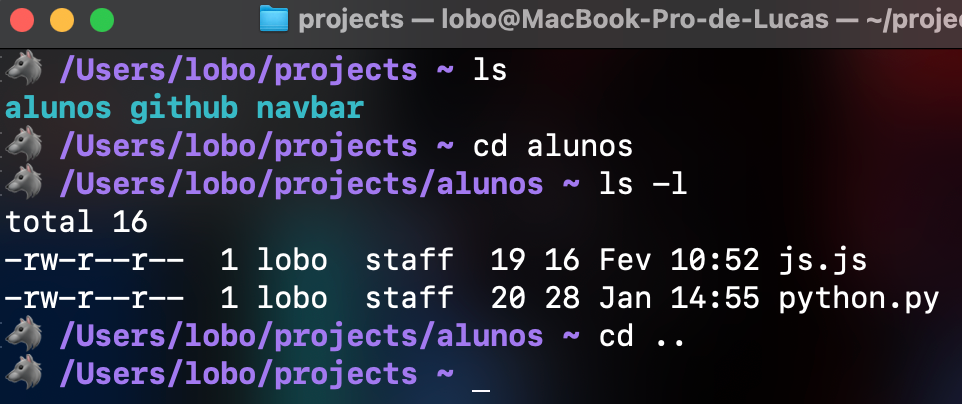 projects — lobo@MacBook-Pro-de-Lucas — ~/projec
/Users/lobo/projects ~ ls
alunos github navbar
/Users/lobo/projects ~ cd alunos
/Users/lobo/projects/alunos ~ ls -l
total 16
-rw-r--r--  1 lobo  staff  19 16 Fev 10:52 js.js
-rw-r--r--  1 lobo  staff  20 28 Jan 14:55 python.py
/Users/lobo/projects/alunos ~ cd ..
/Users/lobo/projects ~ _